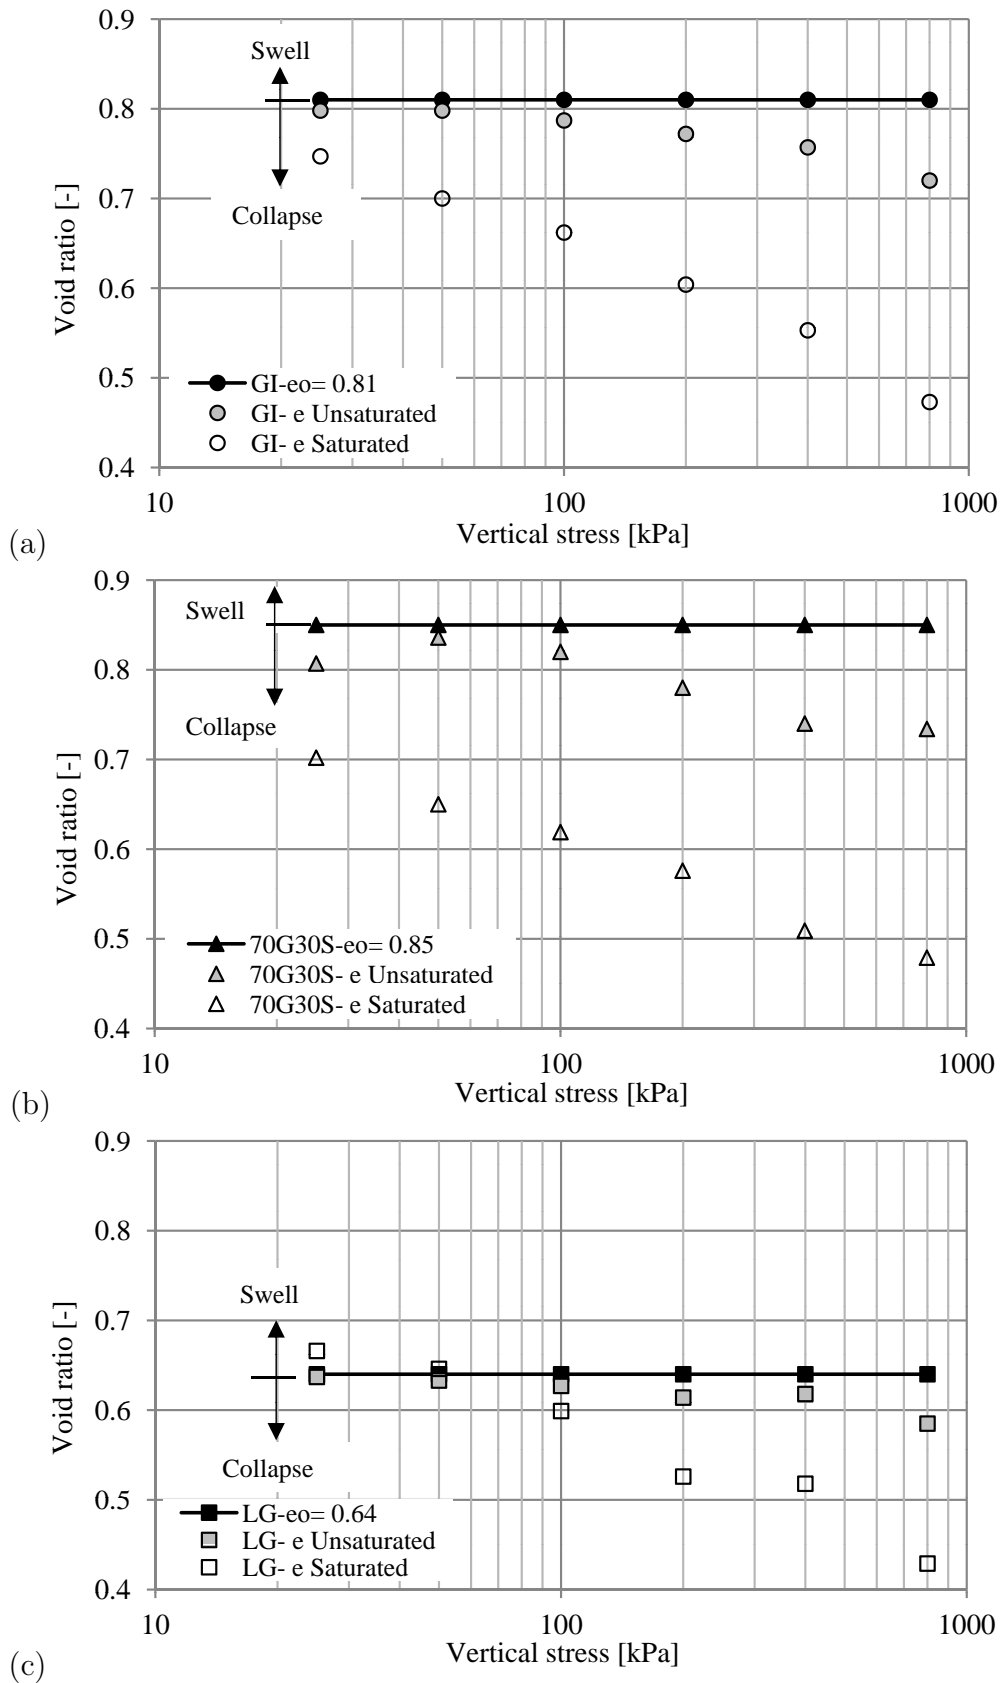 0.9
Swell
0.8
0.7
Collapse
0.6
0.5
0.4
Void ratio [-]
GI-eo= 0.81
GI- e Unsaturated
GI- e Saturated
10 100 1000
Vertical stress [kPa]
(a)
0.9
Swell
0.8
Collapse
0.7
0.6
0.5
0.4
Void ratio [-]
70G30S-eo= 0.85
70G30S- e Unsaturated
70G30S- e Saturated
10 100 1000
Vertical stress [kPa]
(b)
0.9
0.8
0.7
Swell
0.6
Collapse
0.5
0.4
Void ratio [-]
LG-eo= 0.64
LG- e Unsaturated
LG- e Saturated
10 100 1000
Vertical stress [kPa]
(c)